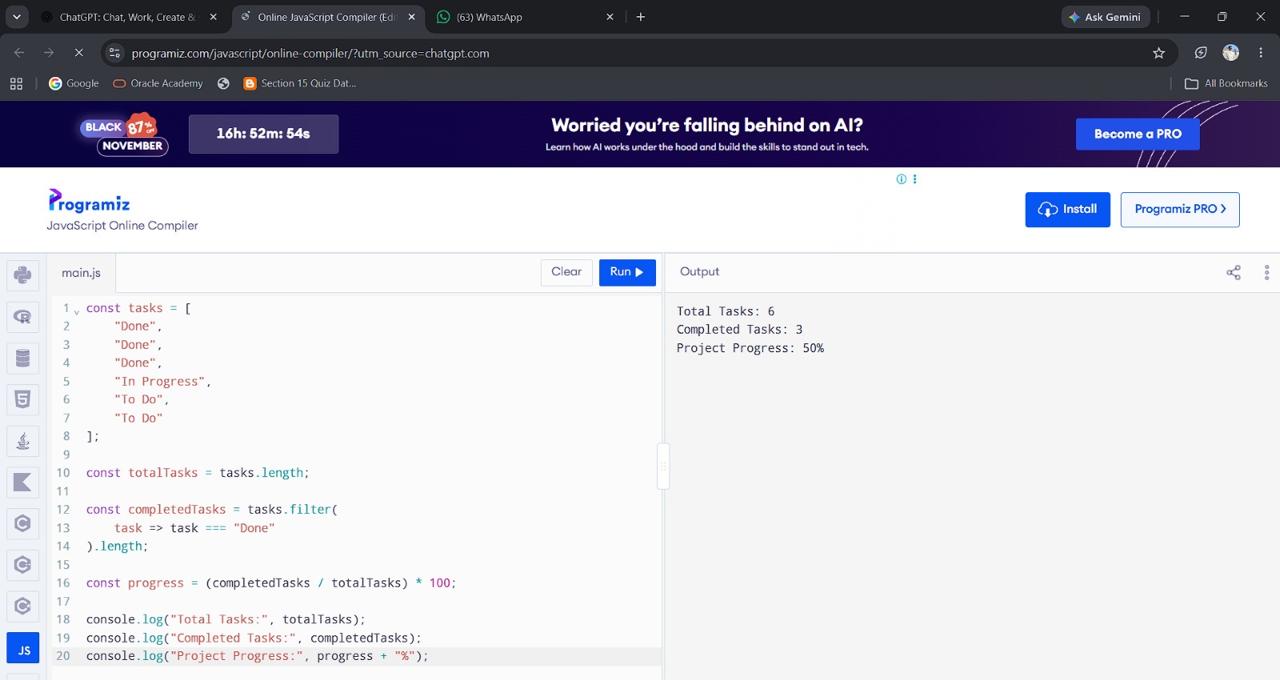 ChatGPT: Chat, Work, Create &
Online JavaScript Compiler (Edi
(63) WhatsApp
Ask Gemini
programiz.com/javascript/online-compiler/?utm_source=chatgpt.com
Google
Oracle Academy
Section 15 Quiz Dat...
All Bookmarks
BLACK 87% OFF
NOVEMBER
16h: 52m: 54s
Worried you're falling behind on AI?
Learn how AI works under the hood and build the skills to stand out in tech.
Become a PRO
Programiz
JavaScript Online Compiler
Install
Programiz PRO >
main.js
Clear
Run
Output
1 const tasks = [
2     "Done",
3     "Done",
4     "Done",
5     "In Progress",
6     "To Do",
7     "To Do"
8 ];
9
10 const totalTasks = tasks.length;
11
12 const completedTasks = tasks.filter(
13     task => task === "Done"
14 ).length;
15
16 const progress = (completedTasks / totalTasks) * 100;
17
18 console.log("Total Tasks:", totalTasks);
19 console.log("Completed Tasks:", completedTasks);
20 console.log("Project Progress:", progress + "%");
JS
Total Tasks: 6
Completed Tasks: 3
Project Progress: 50%